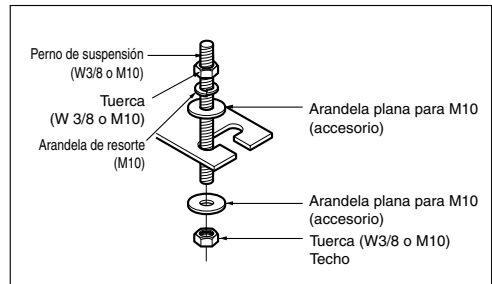 Perno de suspensión
(W3/8 o M10)
Tuerca
(W 3/8 o M10)
Arandela de resorte
(M10)
Arandela plana para M10
(accesorio)
Arandela plana para M10
(accesorio)
Tuerca (W3/8 o M10)
Techo